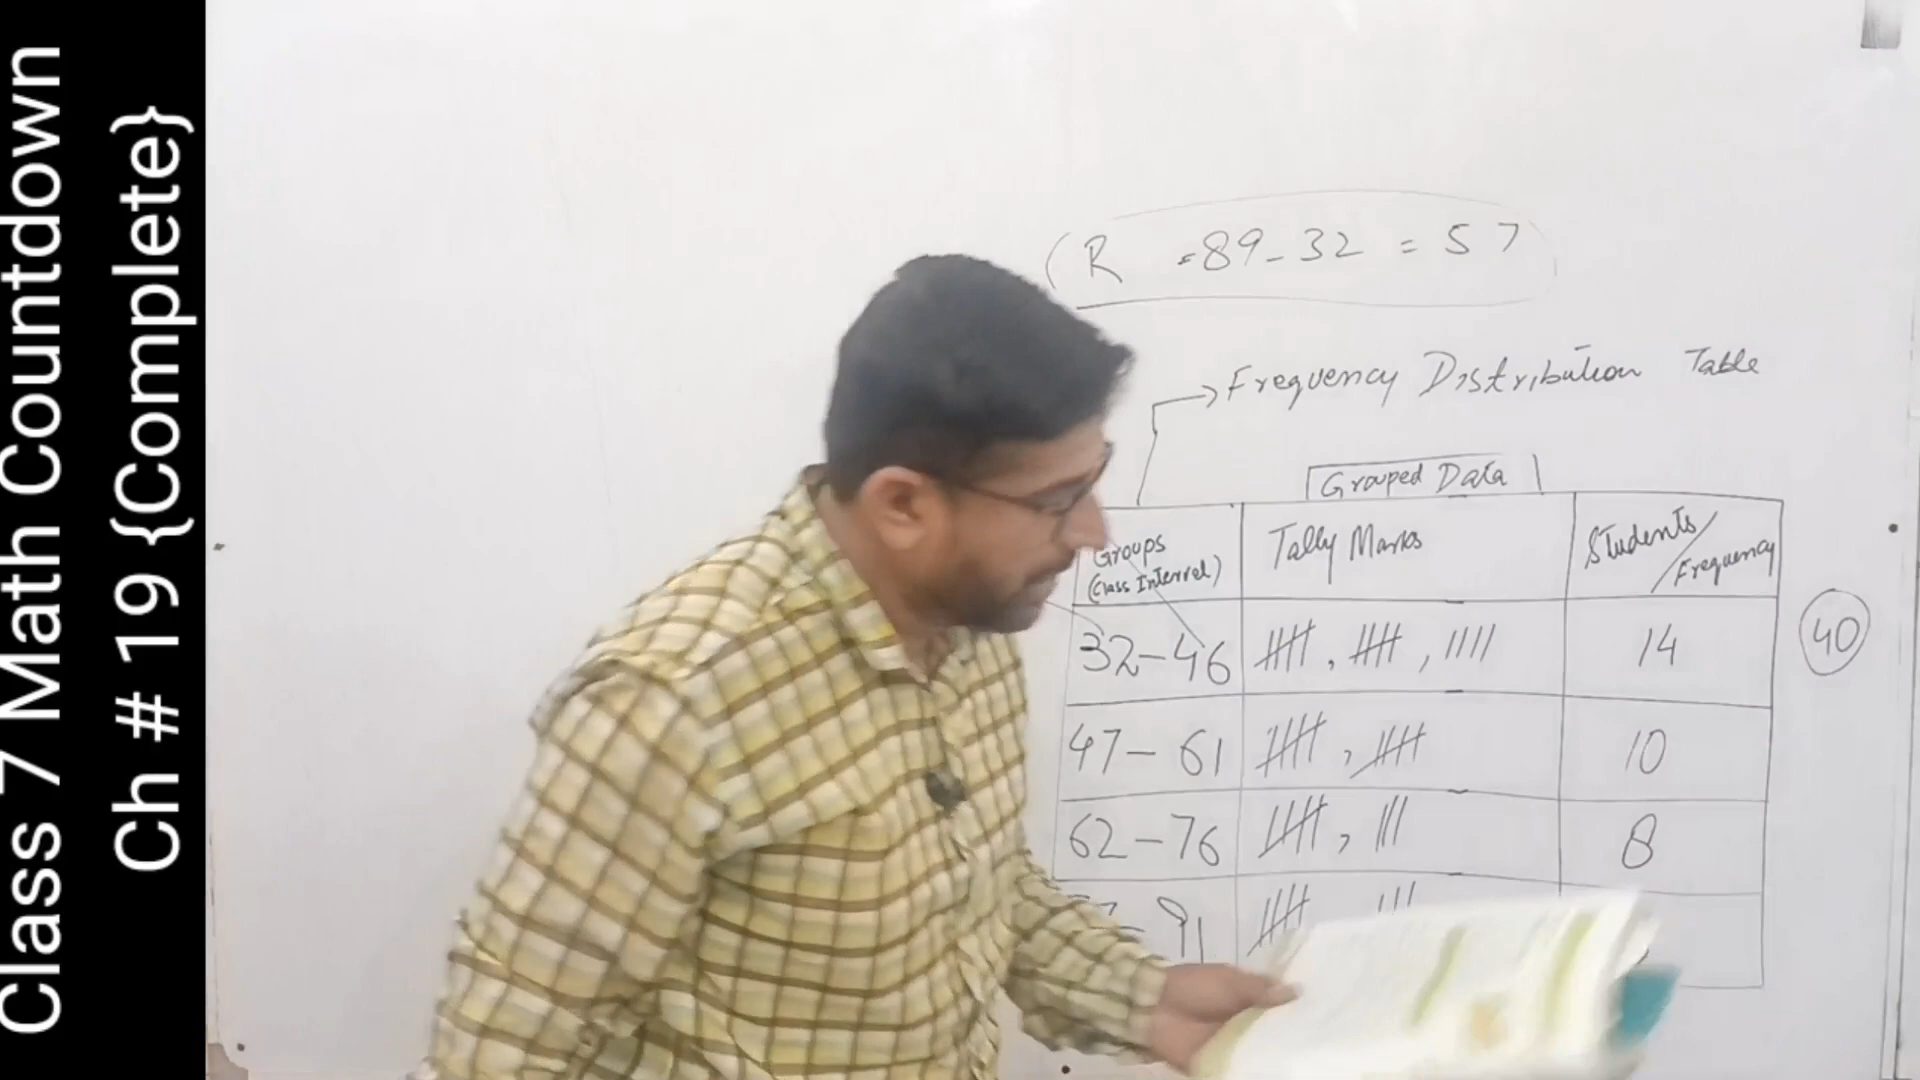 Class 7 Math Countdown
Ch # 19 {Complete}
R = 89 - 32 = 57
Frequency Distribution Table
Grouped Data
Groups (Class Interval) Tally Marks Students / Frequency
32-46 𝍸, 𝍸, |||| 14
40
47-61 𝍸, 𝍸 10
62-76 𝍸, ||| 8
91 𝍸 |||